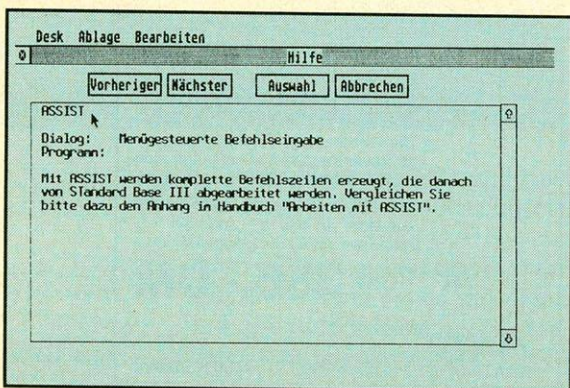 Desk Ablage Bearbeiten
Hilfe
Vorheriger Nächster Auswahl Abbrechen
ASSIST
Dialog: Menügesteuerte Befehlseingabe
Programm:
Mit ASSIST werden komplette Befehlszeilen erzeugt, die danach
von STandard Base III abgearbeitet werden. Vergleichen Sie
bitte dazu den Anhang im Handbuch "Arbeiten mit ASSIST".